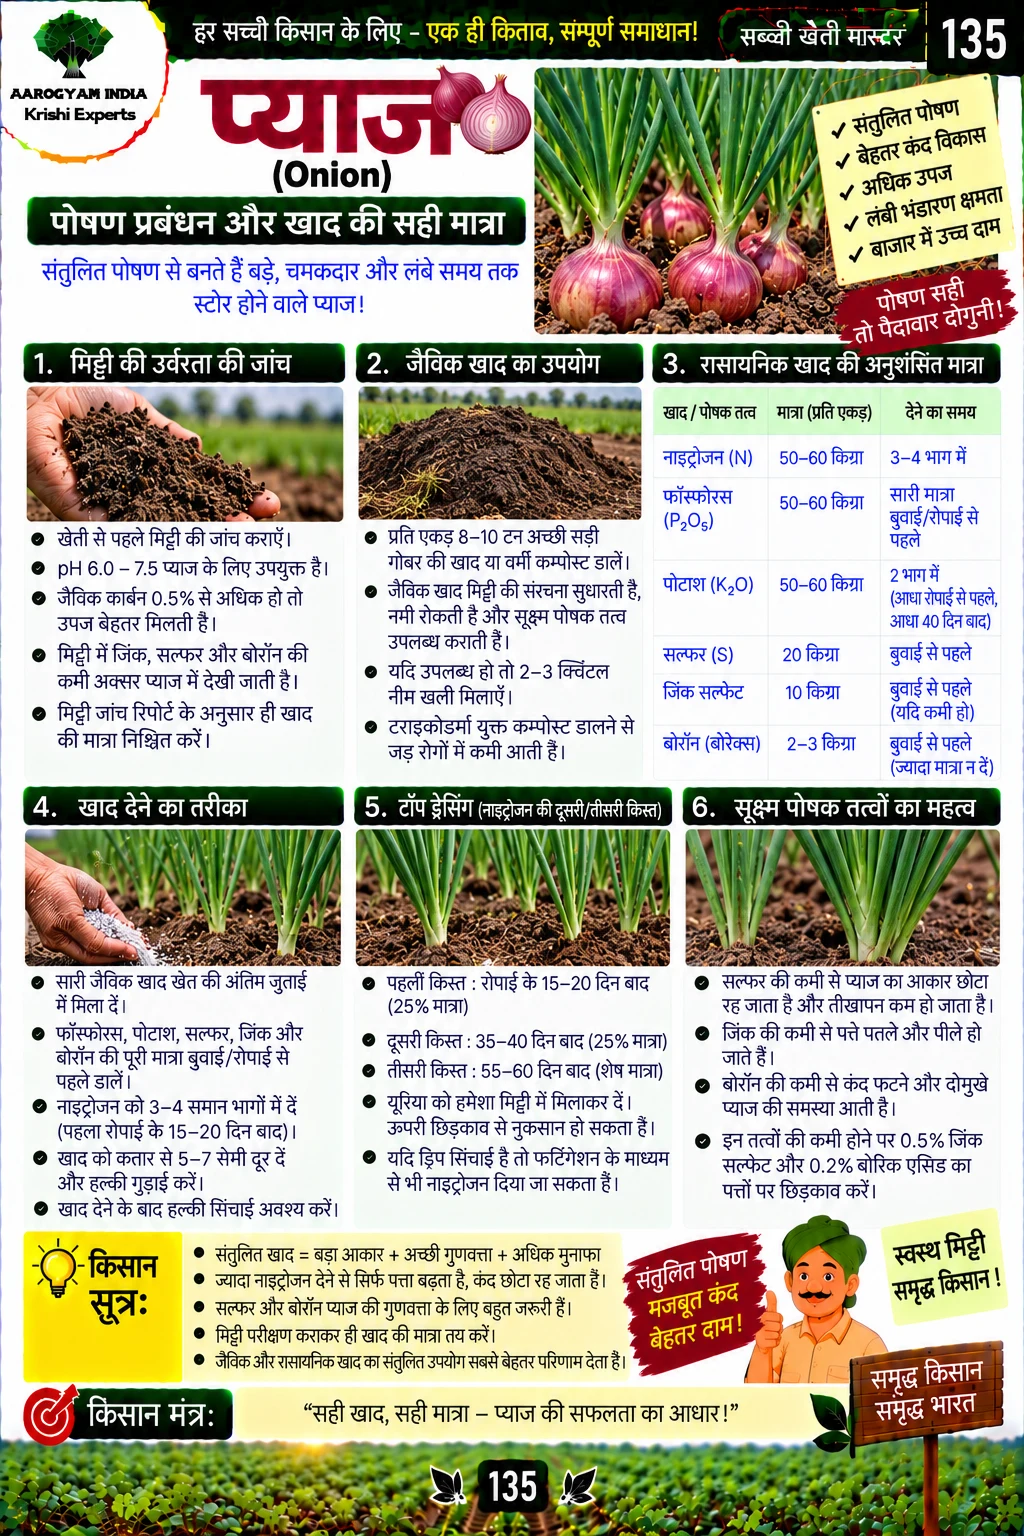 हर सच्ची किसान के लिए – एक ही किताव, सम्पूर्ण समाधान!
135
AAROGYAM INDIA
Krishi Experts
प्याज
(Onion)
पोषण प्रबंधन और खाद की सही मात्रा
संतुलित पोषण से बनते हैं बड़े, चमकदार और लंबे समय तक
स्टोर होने वाले प्याज!
✓ संतुलित पोषण
✓ बेहतर कंद विकास
✓ अधिक उपज
✓ लंबी भंडारण क्षमता
✓ बाजार में उच्च दाम
पोषण सही
तो पैदावार दोगुनी!
1. मिट्टी की उर्वरता की जांच
खेती से पहले मिट्टी की जांच कराएँ।
pH 6.0 – 7.5 प्याज के लिए उपयुक्त है।
जैविक कार्बन 0.5% से अधिक हो तो
उपज बेहतर मिलती है।
मिट्टी में जिंक, सल्फर और बोरॉन की
कमी अक्सर प्याज में देखी जाती है।
मिट्टी जांच रिपोर्ट के अनुसार ही खाद
की मात्रा निश्चित करें।
2. जैविक खाद का उपयोग
प्रति एकड़ 8–10 टन अच्छी सड़ी
गोबर की खाद या वर्मी कम्पोस्ट डालें।
जैविक खाद मिट्टी की संरचना सुधारती है,
नमी रोकती है और सूक्ष्म पोषक तत्व
उपलब्ध कराती हैं।
यदि उपलब्ध हो तो 2–3 क्विंटल
नीम खली मिलाएँ।
टराइकोडर्मा युक्त कम्पोस्ट डालने से
जड़ रोगों में कमी आती हैं।
3. रासायनिक खाद की अनुशंसित मात्रा
खाद / पोषक तत्व मात्रा (प्रति एकड़) देने का समय
नाइट्रोजन (N) 50–60 किग्रा 3–4 भाग में
फॉस्फोरस (P₂O₅) 50–60 किग्रा सारी मात्रा
बुवाई/रोपाई से
पहले
पोटाश (K₂O) 50–60 किग्रा 2 भाग में
(आधा रोपाई से पहले,
आधा 40 दिन बाद)
सल्फर (S) 20 किग्रा बुवाई से पहले
जिंक सल्फेट 10 किग्रा बुवाई से पहले
(यदि कमी हो)
बोरॉन (बोरेक्स) 2–3 किग्रा बुवाई से पहले
(ज्यादा मात्रा न दें)
4. खाद देने का तरीका
सारी जैविक खाद खेत की अंतिम जुताई
में मिला दें।
फॉस्फोरस, पोटाश, सल्फर, जिंक और
बोरॉन की पूरी मात्रा बुवाई/रोपाई से
पहले डालें।
नाइट्रोजन को 3–4 समान भागों में दें
(पहला रोपाई के 15–20 दिन बाद)।
खाद को कतार से 5–7 सेमी दूर दें
और हल्की गुड़ाई करें।
खाद देने के बाद हल्की सिंचाई अवश्य करें।
5. टॉप ड्रेसिंग (नाइट्रोजन की दूसरी/तीसरी किस्त)
पहली किस्त : रोपाई के 15–20 दिन बाद
(25% मात्रा)
दूसरी किस्त : 35–40 दिन बाद (25% मात्रा)
तीसरी किस्त : 55–60 दिन बाद (शेष मात्रा)
यूरिया को हमेशा मिट्टी में मिलाकर दें।
ऊपरी छिड़काव से नुकसान हो सकता हैं।
यदि ड्रिप सिंचाई है तो फर्टिगेशन के माध्यम
से भी नाइट्रोजन दिया जा सकता हैं।
6. सूक्ष्म पोषक तत्वों का महत्व
सल्फर की कमी से प्याज का आकार छोटा
रह जाता है और तीखापन कम हो जाता है।
जिंक की कमी से पत्ते पतले और पीले हो
जाते हैं।
बोरॉन की कमी से कंद फटने और दोमुखे
प्याज की समस्या आती है।
इन तत्वों की कमी होने पर 0.5% जिंक
सल्फेट और 0.2% बोरिक एसिड का
पत्तों पर छिड़काव करें।
किसान
सूत्र:
संतुलित खाद = बड़ा आकार + अच्छी गुणवत्ता + अधिक मुनाफा
ज्यादा नाइट्रोजन देने से सिर्फ पत्ता बढ़ता है, कंद छोटा रह जाता हैं।
सल्फर और बोरॉन प्याज की गुणवत्ता के लिए बहुत जरूरी हैं।
मिट्टी परीक्षण कराकर ही खाद की मात्रा तय करें।
जैविक और रासायनिक खाद का संतुलित उपयोग सबसे बेहतर परिणाम देता हैं।
संतुलित पोषण
मजबूत कंद
बेहतर दाम!
स्वस्थ मिट्टी
समृद्ध किसान!
किसान मंत्र:
“सही खाद, सही मात्रा – प्याज की सफलता का आधार!”
समृद्ध किसान
समृद्ध भारत
135